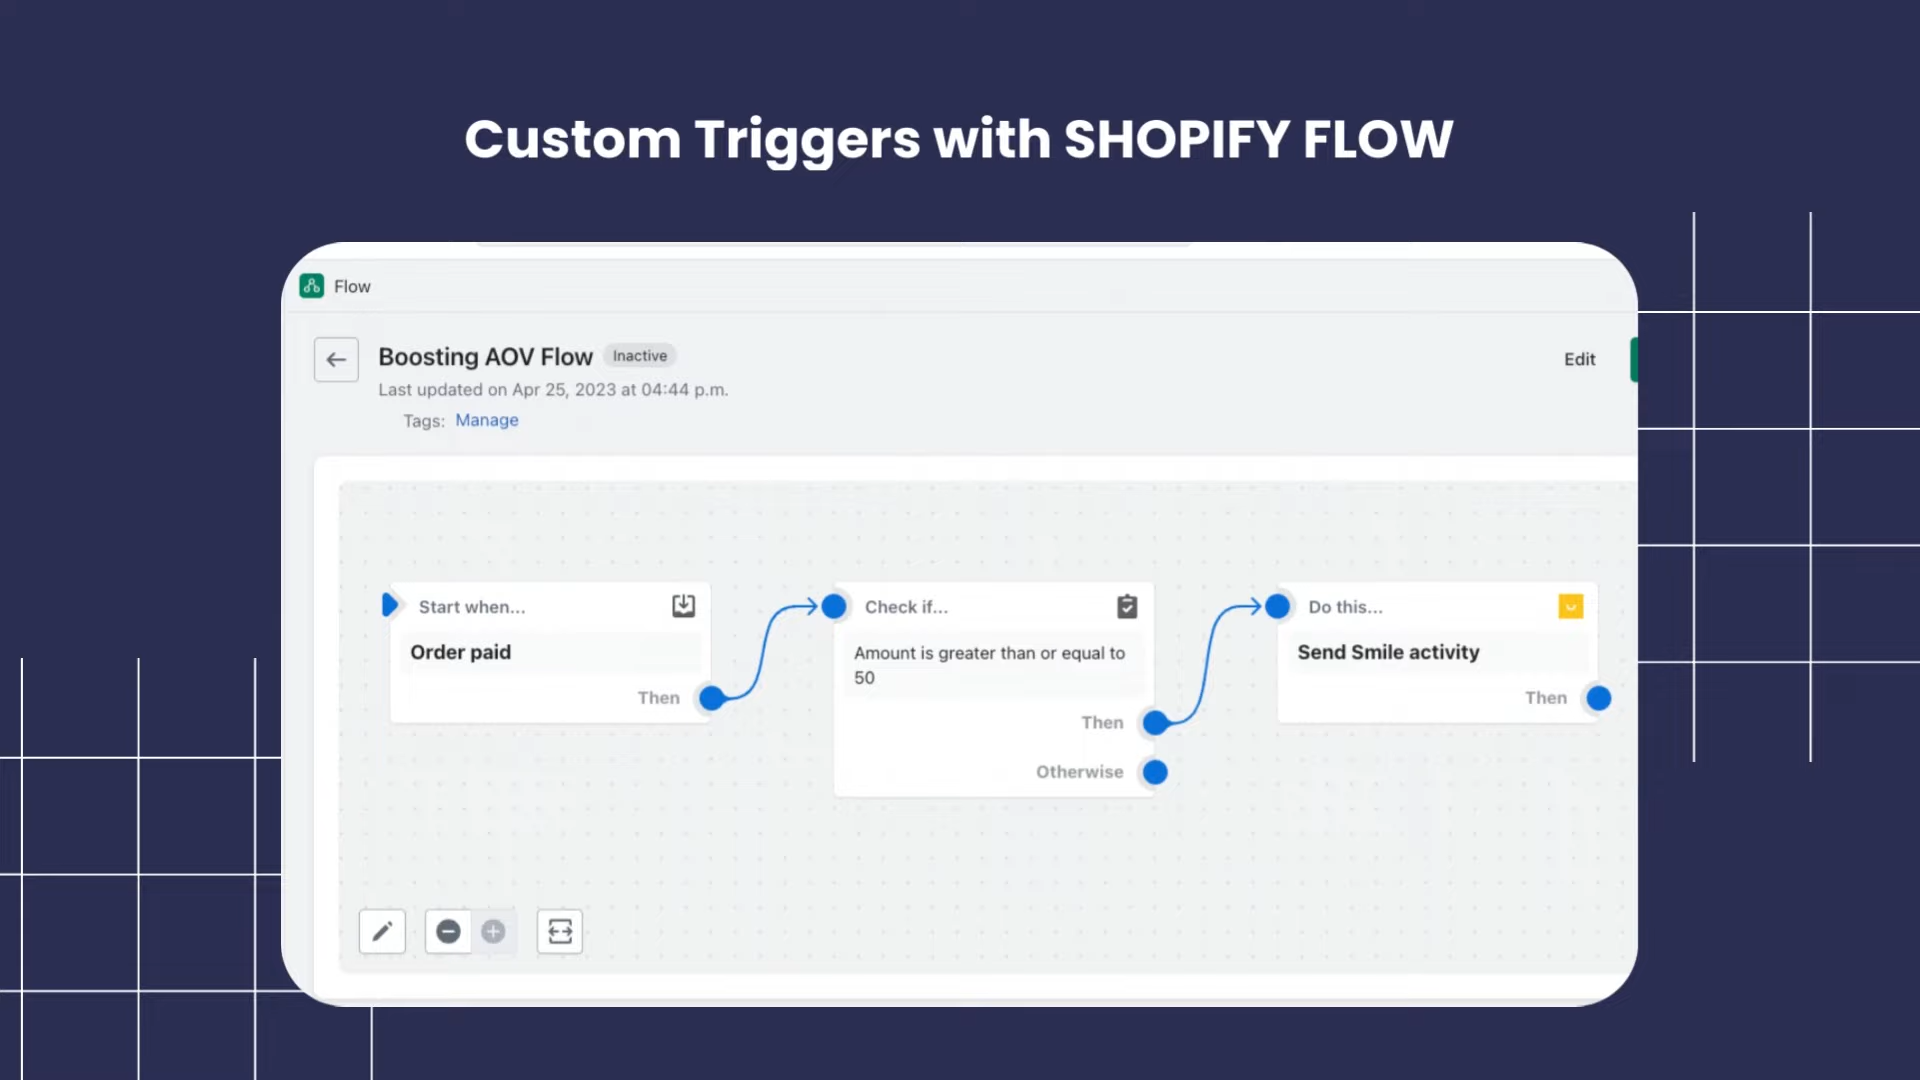 Custom Triggers with SHOPIFY FLOW
Flow
Boosting AOV Flow Inactive
Edit
Last updated on Apr 25, 2023 at 04:44 p.m.
Tags: Manage
Start when...
Order paid
Then
Check if...
Amount is greater than or equal to
50
Then
Otherwise
Do this...
Send Smile activity
Then